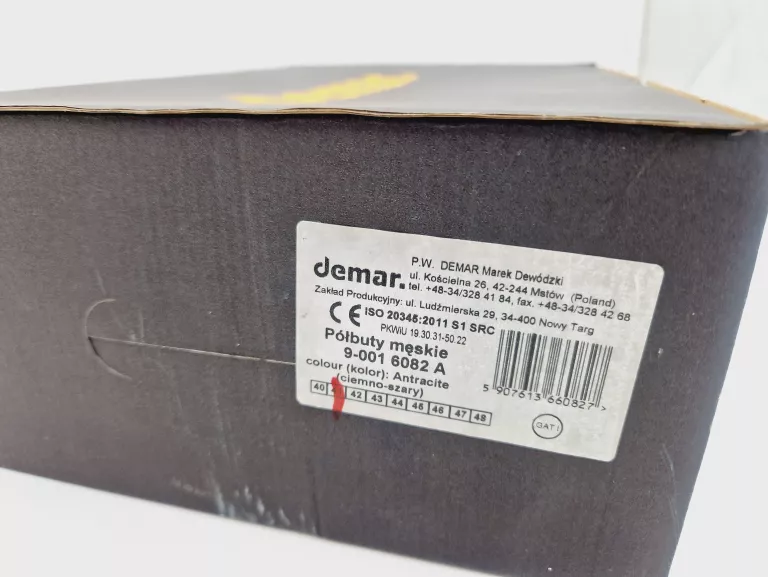 demar.
P.W. DEMAR Marek Dewódzki
ul. Kościelna 26, 42-244 Mstów (Poland)
tel. +48-34/328 41 84, fax. +48-34/328 42 68
Zakład Produkcyjny: ul. Ludźmierska 29, 34-400 Nowy Targ
CE ISO 20345:2011 S1 SRC
PKWiU 19.30.31-50.22
Półbuty męskie
9-001 6082 A
colour (kolor): Antracite
(ciemno-szary)
40 42 43 44 45 46 47 48
5 907613 660827 >
GAT I